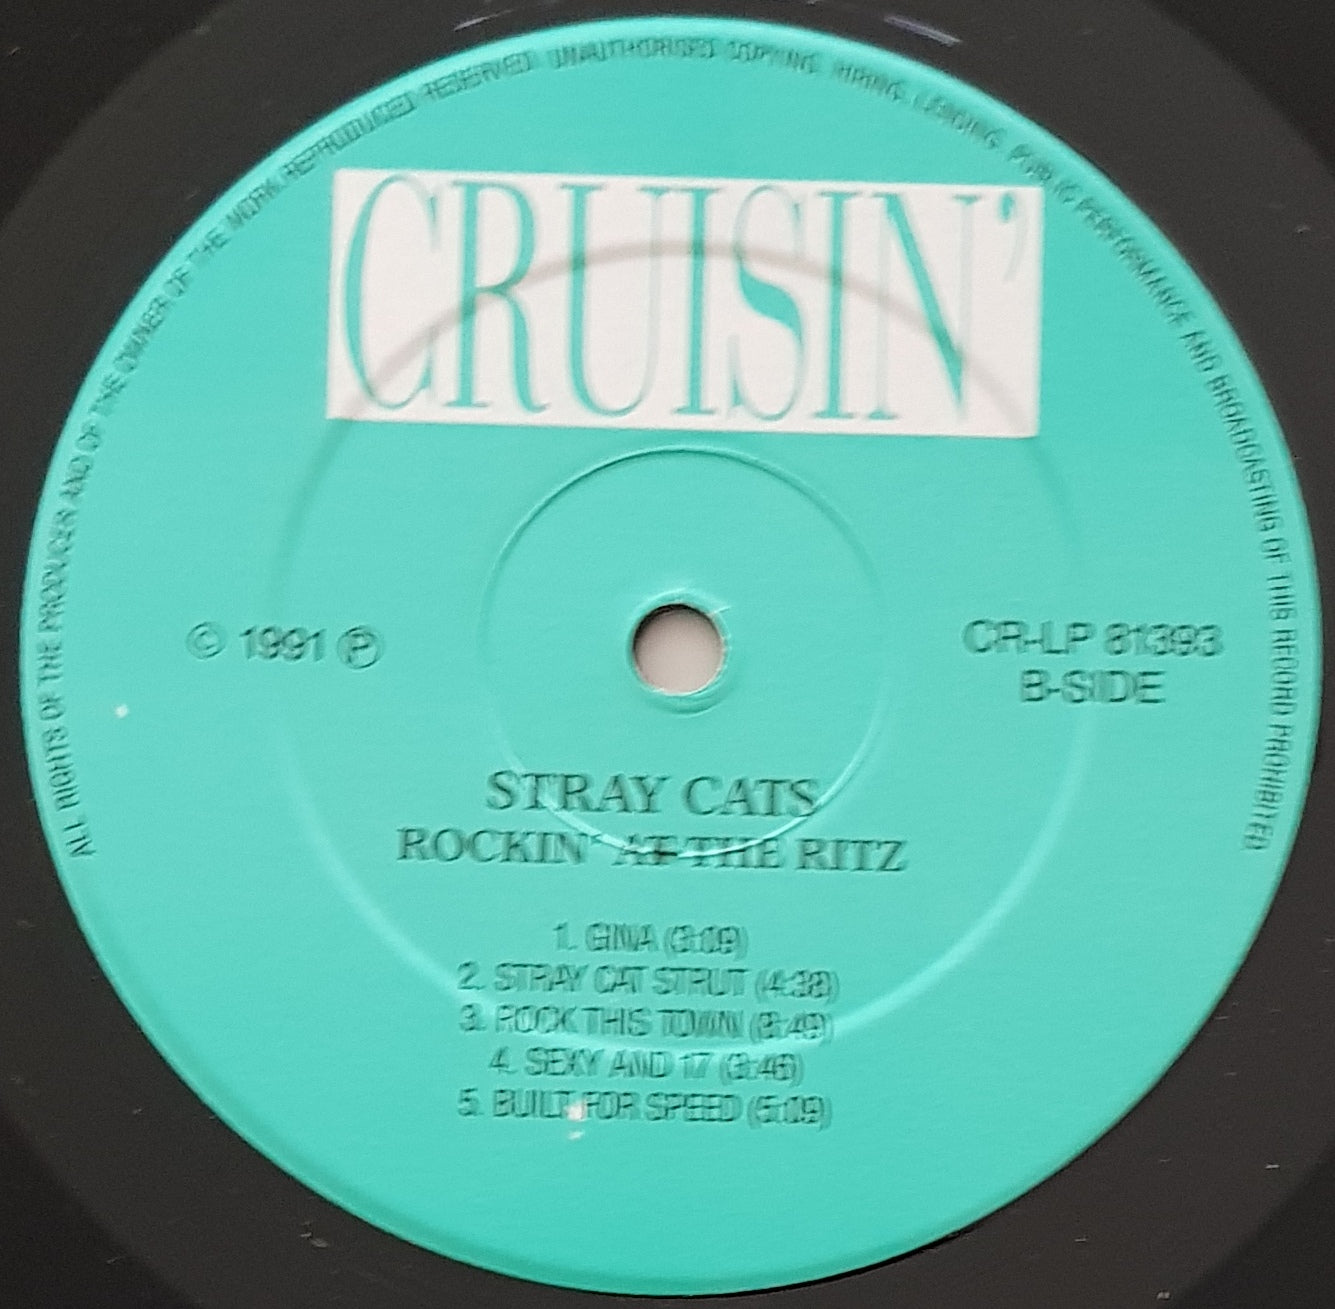 ALL RIGHTS OF THE PRODUCER AND OF THE OWNER OF THE WORK REPRODUCED RESERVED UNAUTHORISED COPYING HIRING LENDING PUBLIC PERFORMANCE AND BROADCASTING OF THIS RECORD PROHIBITED
CRUISIN'
© 1991 ℗
CR-LP 81393
B-SIDE
STRAY CATS
ROCKIN' AT THE RITZ
1. GINA (3:09)
2. STRAY CAT STRUT (4:38)
3. ROCK THIS TOWN (8:49)
4. SEXY AND 17 (3:46)
5. BUILT FOR SPEED (5:09)